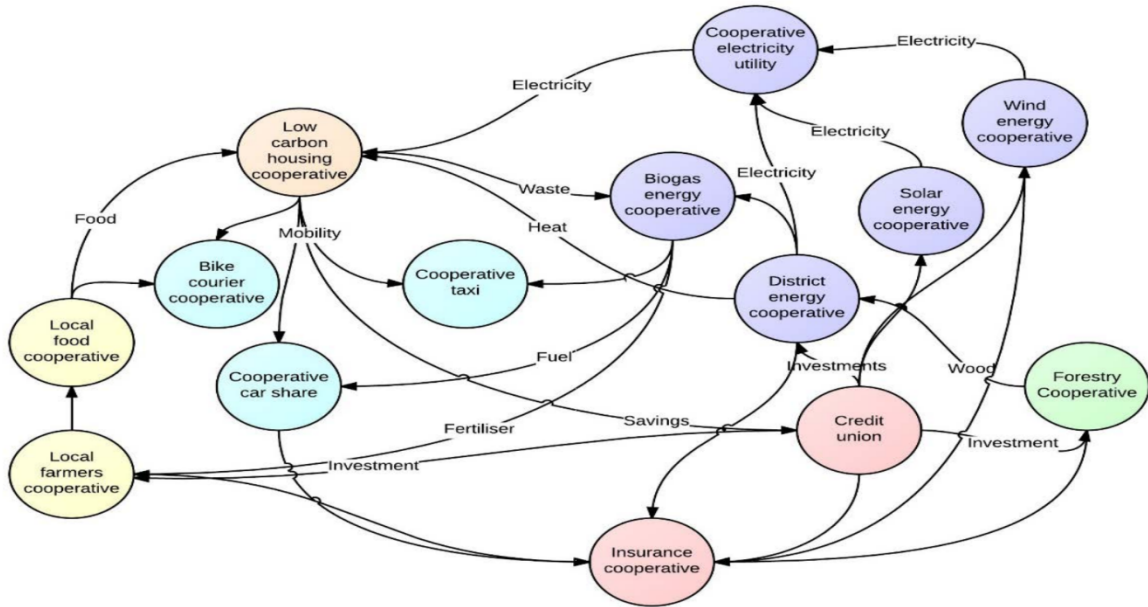 Cooperative
electricity
utility
Electricity
Electricity
Wind
energy
cooperative
Low
carbon
housing
cooperative
Electricity
Biogas
energy
cooperative
Waste
Electricity
Solar
energy
cooperative
Food
Mobility
Heat
Bike
courier
cooperative
Cooperative
taxi
District
energy
cooperative
Local
food
cooperative
Fuel
Investments
Wood
Cooperative
car share
Forestry
Cooperative
Fertiliser
Savings
Credit
union
Investment
Local
farmers
cooperative
Investment
Insurance
cooperative